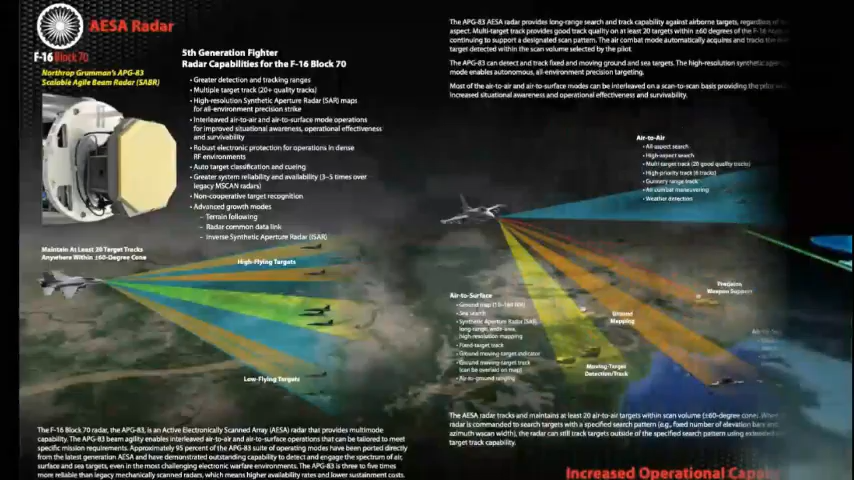 AESA Radar
F-16 Block 70
Northrop Grumman's APG-83
Scalable Agile Beam Radar (SABR)
5th Generation Fighter
Radar Capabilities for the F-16 Block 70
• Greater detection and tracking ranges
• Multiple target track (20+ quality tracks)
• High-resolution Synthetic Aperture Radar (SAR) maps
for all-environment precision strike
• Interleaved air-to-air and air-to-surface mode operations
for improved situational awareness, operational effectiveness
and survivability
• Robust electronic protection for operations in dense
RF environments
• Auto target classification and cueing
• Greater system reliability and availability (3–5 times over
legacy MSCAN radars)
• Non-cooperative target recognition
• Advanced growth modes
– Terrain following
– Radar common data link
– Inverse Synthetic Aperture Radar (ISAR)
Maintain At Least 20 Target Tracks
Anywhere Within ±60-Degree Cone
High-Flying Targets
Low-Flying Targets
The F-16 Block 70 radar, the APG-83, is an Active Electronically Scanned Array (AESA) radar that provides multimode
capability. The APG-83 beam agility enables interleaved air-to-air and air-to-surface operations that can be tailored to meet
specific mission requirements. Approximately 95 percent of the APG-83 suite of operating modes have been ported directly
from the latest generation AESA and have demonstrated outstanding capability to detect and engage the spectrum of air,
surface and sea targets, even in the most challenging electronic warfare environments. The APG-83 is three to five times
more reliable than legacy mechanically scanned radars, which means higher availability rates and lower sustainment costs.
The APG-83 AESA radar provides long-range search and track capability against airborne targets, regardless of
aspect. Multi-target track provides good track quality on at least 20 targets within ±60 degrees of the F-16
continuing to support a designated scan pattern. The air combat mode automatically acquires and tracks the
target detected within the scan volume selected by the pilot.
The APG-83 can detect and track fixed and moving ground and sea targets. The high-resolution synthetic
mode enables autonomous, all-environment precision targeting.
Most of the air-to-air and air-to-surface modes can be interleaved on a scan-to-scan basis providing the pilot
increased situational awareness and operational effectiveness and survivability.
Air-to-Air
• All-aspect search
• High-aspect search
• Multi-target track (20 good quality tracks)
• High-priority track (6 tracks)
• Gunnery range track
• Air combat maneuvering
• Weather detection
Precision
Weapon Support
Air-to-Surface
• Ground map
• Sea search
• Synthetic Aperture Radar (SAR)
long-range, wide-area,
high-resolution mapping
• Fixed-target track
• Ground moving target indicator
• Ground moving-target track
(can be overlaid on map)
• Air-to-ground ranging
Ground
Mapping
Moving Target
Detection/Track
The AESA radar tracks and maintains at least 20 air-to-air targets within scan volume (±60-degree cone). When
radar is commanded to search targets with a specified search pattern (e.g., fixed number of elevation bars
azimuth wscan width), the radar can still track targets outside of the specified search pattern using extended
target track capability.
Increased Operational